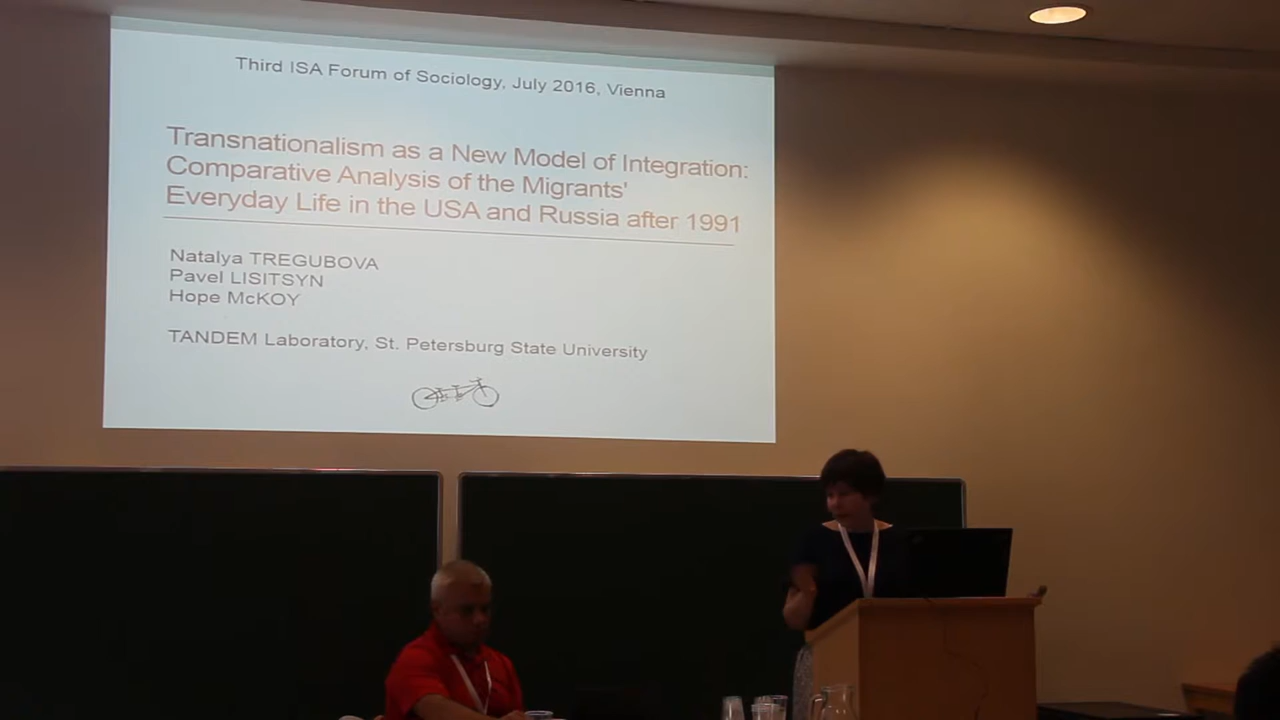 Third ISA Forum of Sociology, July 2016, Vienna
Transnationalism as a New Model of Integration:
Comparative Analysis of the Migrants'
Everyday Life in the USA and Russia after 1991
Natalya TREGUBOVA
Pavel LISITSYN
Hope McKOY
TANDEM Laboratory, St. Petersburg State University